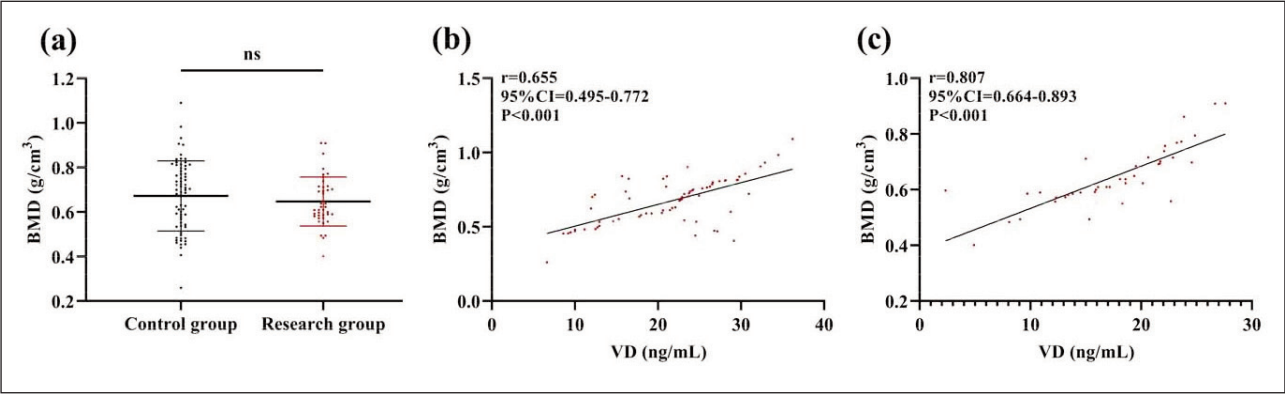 (a)
ns
BMD (g/cm³)
1.2
1.0
0.8
0.6
0.4
0.2
Control group
Research group
(b)
r=0.655
95%CI=0.495-0.772
P<0.001
BMD (g/cm³)
1.5
1.0
0.5
0.0
0
10
20
30
40
VD (ng/mL)
(c)
r=0.807
95%CI=0.664-0.893
P<0.001
BMD (g/cm³)
1.0
0.8
0.6
0.4
0.2
0
10
20
30
VD (ng/mL)